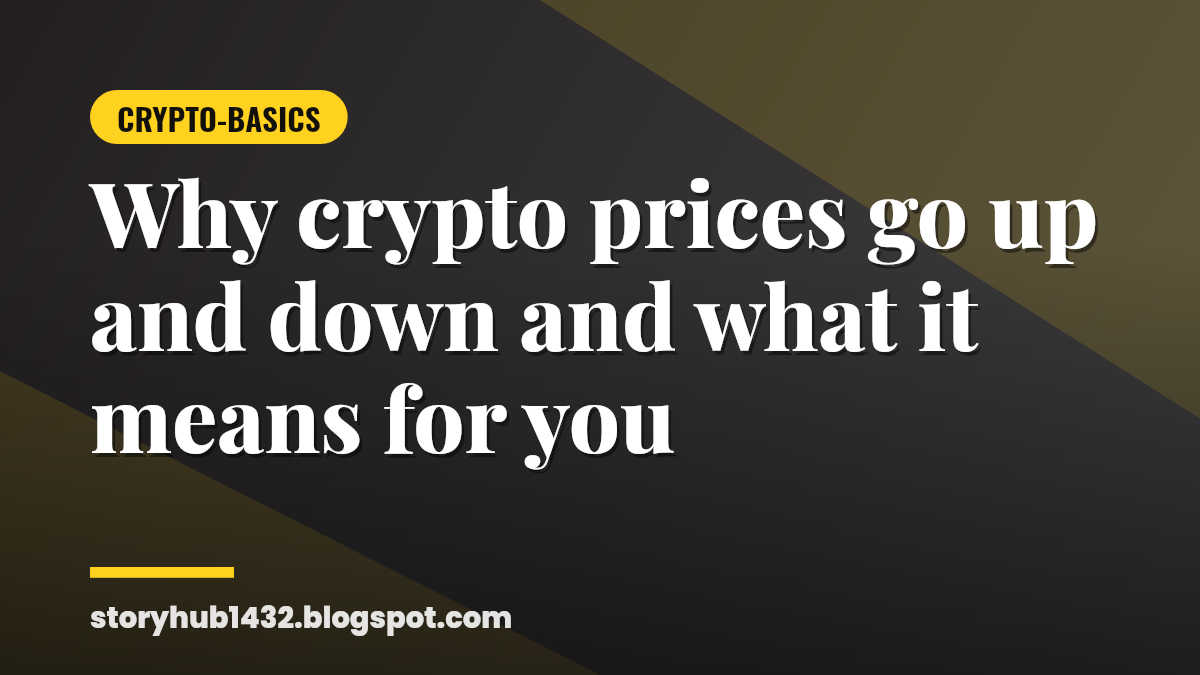 CRYPTO-BASICS
Why crypto prices go up
and down and what it
means for you
storyhub1432.blogspot.com